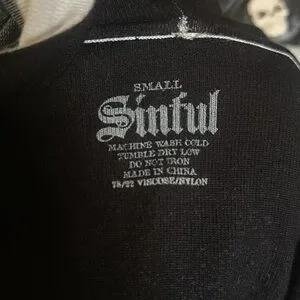 SMALL
Sinful
MACHINE WASH COLD
TUMBLE DRY LOW
DO NOT IRON
MADE IN CHINA
78/22 VISCOSE/NYLON